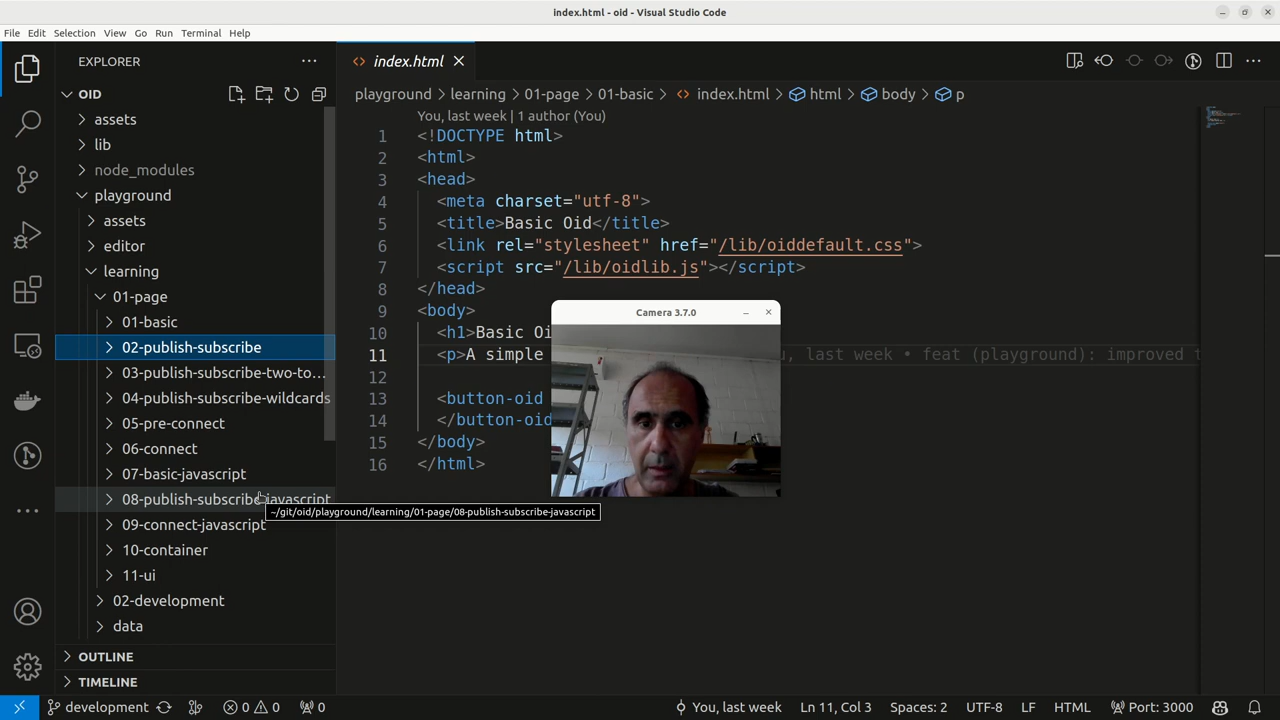 index.html - oid - Visual Studio Code
File Edit Selection View Go Run Terminal Help
EXPLORER
OID
assets
lib
node_modules
playground
assets
editor
learning
01-page
01-basic
02-publish-subscribe
03-publish-subscribe-two-to...
04-publish-subscribe-wildcards
05-pre-connect
06-connect
07-basic-javascript
08-publish-subscribe-javascript
~/git/oid/playground/learning/01-page/08-publish-subscribe-javascript
09-connect-javascript
10-container
11-ui
02-development
data
OUTLINE
TIMELINE
index.html
playground > learning > 01-page > 01-basic > index.html > html > body > p
You, last week | 1 author (You)
1 <!DOCTYPE html>
2 <html>
3 <head>
4 <meta charset="utf-8">
5 <title>Basic Oid</title>
6 <link rel="stylesheet" href="/lib/oiddefault.css">
7 <script src="/lib/oidlib.js"></script>
8 </head>
9 <body>
10 <h1>Basic Oi
11 <p>A simple , last week • feat (playground): improved t
12
13 <button-oid
14 </button-oid
15 </body>
16 </html>
Camera 3.7.0
development 0 0 0 You, last week Ln 11, Col 3 Spaces: 2 UTF-8 LF HTML Port: 3000